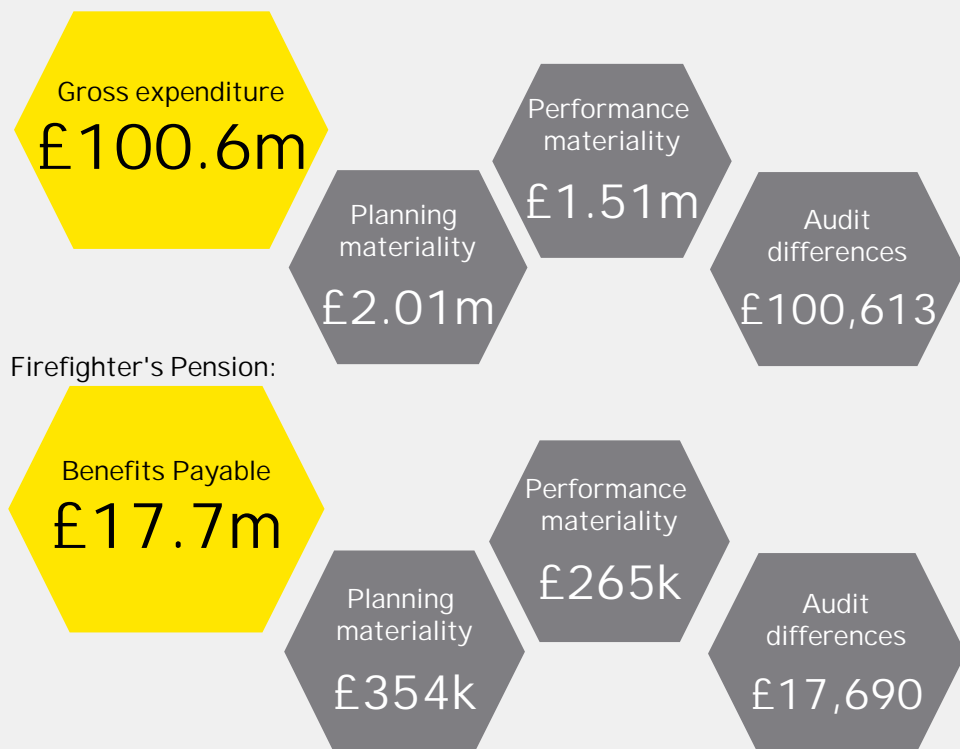 Gross expenditure
£100.6m
Planning
materiality
£2.01m
Performance
materiality
£1.51m
Audit
differences
£100,613
Firefighter's Pension:
Benefits Payable
£17.7m
Planning
materiality
£354k
Performance
materiality
£265k
Audit
differences
£17,690